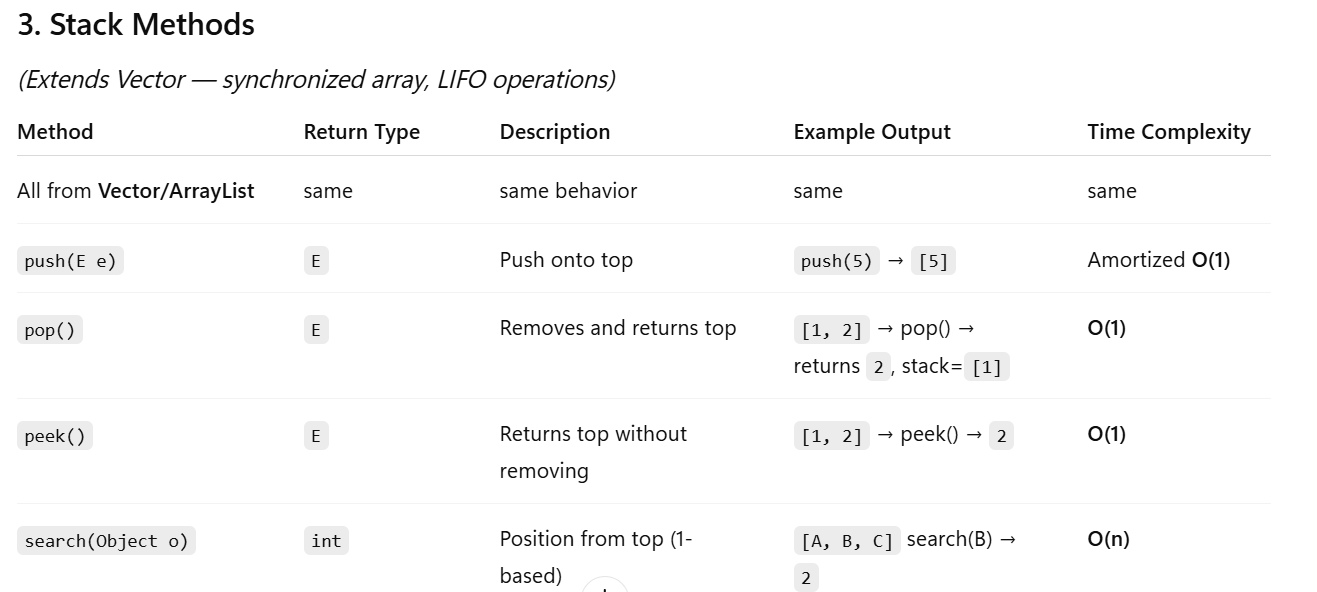 3. Stack Methods
(Extends Vector — synchronized array, LIFO operations)
Method Return Type Description Example Output Time Complexity
All from Vector/ArrayList same same behavior same same
push(E e) E Push onto top push(5) → [5] Amortized O(1)
pop() E Removes and returns top [1, 2] → pop() → O(1)
returns 2, stack= [1]
peek() E Returns top without [1, 2] → peek() → 2 O(1)
removing
search(Object o) int Position from top (1- [A, B, C] search(B) → O(n)
based) 2